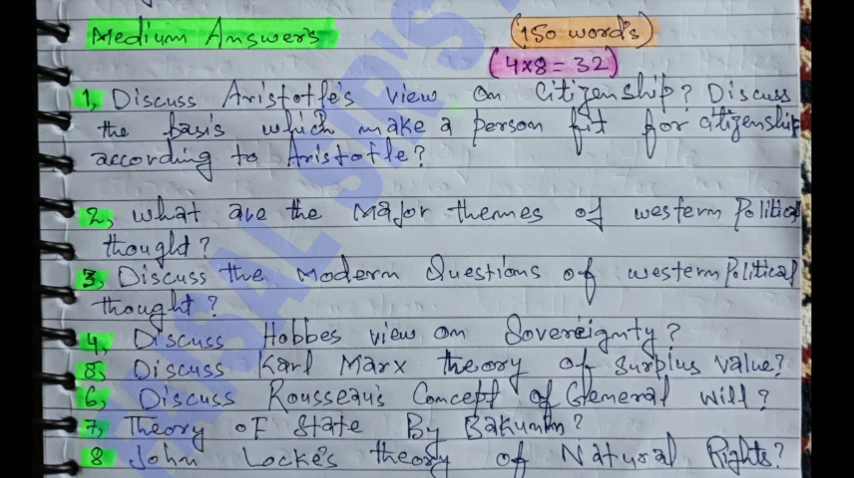 Medium Answers (150 words)
(4x8=32)
1, Discuss Aristotle's view on citizenship? Discuss
the basis which make a person fit for citizenship
according to Aristotle?
2, what are the major themes of western Political
thought?
3, Discuss the modern Questions of western Political
thought?
4, Discuss Hobbes view on Sovereignty?
5, Discuss Karl Marx theory of surplus value?
6, Discuss Rousseau's Concept of General will?
7, Theory of State By Bakunin?
8 John Locke's theory of Natural Rights?
FAISAL SIR'S